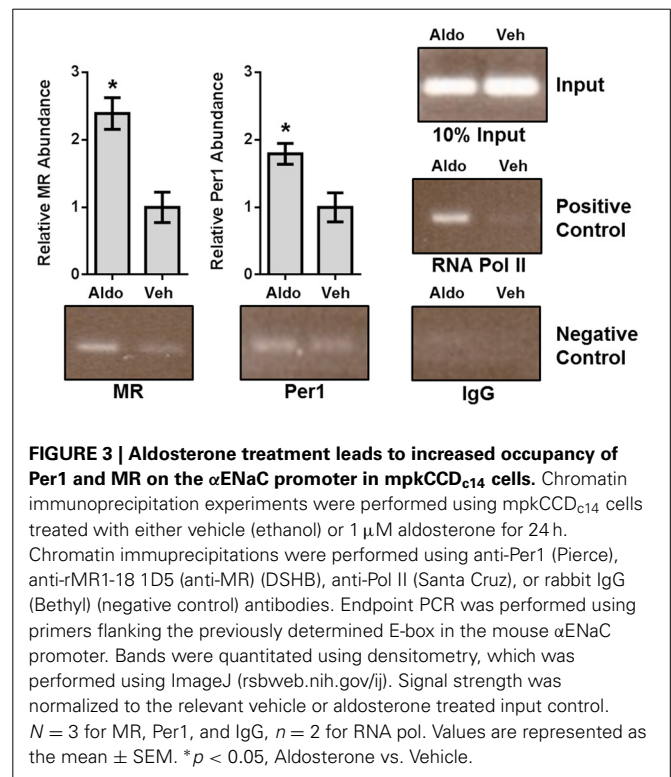 Aldo Veh
Input
10% Input
Relative MR Abundance
3
2
1
0
*
Aldo Veh
MR
Relative Per1 Abundance
3
2
1
0
*
Aldo Veh
Per1
Aldo Veh
Positive
Control
RNA Pol II
Aldo Veh
Negative
Control
IgG
FIGURE 3 | Aldosterone treatment leads to increased occupancy of
Per1 and MR on the αENaC promoter in mpkCCDc14 cells. Chromatin
immunoprecipitation experiments were performed using mpkCCDc14 cells
treated with either vehicle (ethanol) or 1 μM aldosterone for 24 h.
Chromatin immuprecipitations were performed using anti-Per1 (Pierce),
anti-rMR1-18 1D5 (anti-MR) (DSHB), anti-Pol II (Santa Cruz), or rabbit IgG
(Bethyl) (negative control) antibodies. Endpoint PCR was performed using
primers flanking the previously determined E-box in the mouse αENaC
promoter. Bands were quantitated using densitometry, which was
performed using ImageJ (rsbweb.nih.gov/ij). Signal strength was
normalized to the relevant vehicle or aldosterone treated input control.
N = 3 for MR, Per1, and IgG, n = 2 for RNA pol. Values are represented as
the mean ± SEM. *p < 0.05, Aldosterone vs. Vehicle.